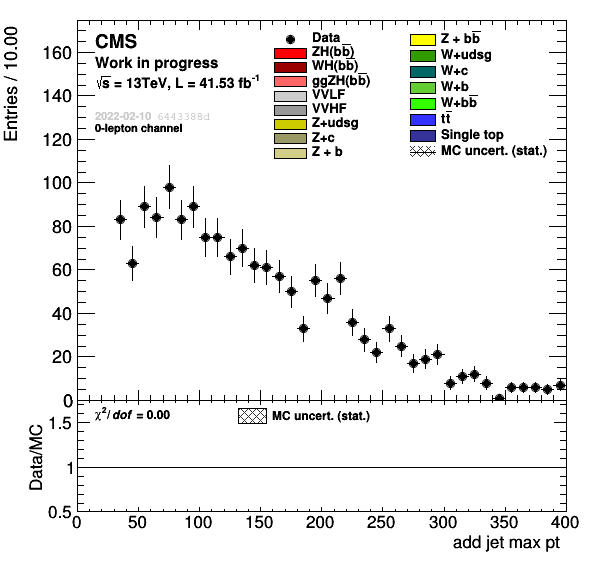 Entries / 10.00
160
140
120
100
80
60
40
20
0
CMS
Work in progress
√s = 13TeV, L = 41.53 fb⁻¹
2022-02-10 6443388d
0-lepton channel
Data
ZH(bb̅)
WH(bb̅)
ggZH(bb̅)
VVLF
VVHF
Z+udsg
Z+c
Z + b
Z + bb̅
W+udsg
W+c
W+b
W+bb̅
tt̅
Single top
MC uncert. (stat.)
Data/MC
1.5
1
0.5
χ²/dof = 0.00
MC uncert. (stat.)
0 50 100 150 200 250 300 350 400
add jet max pt